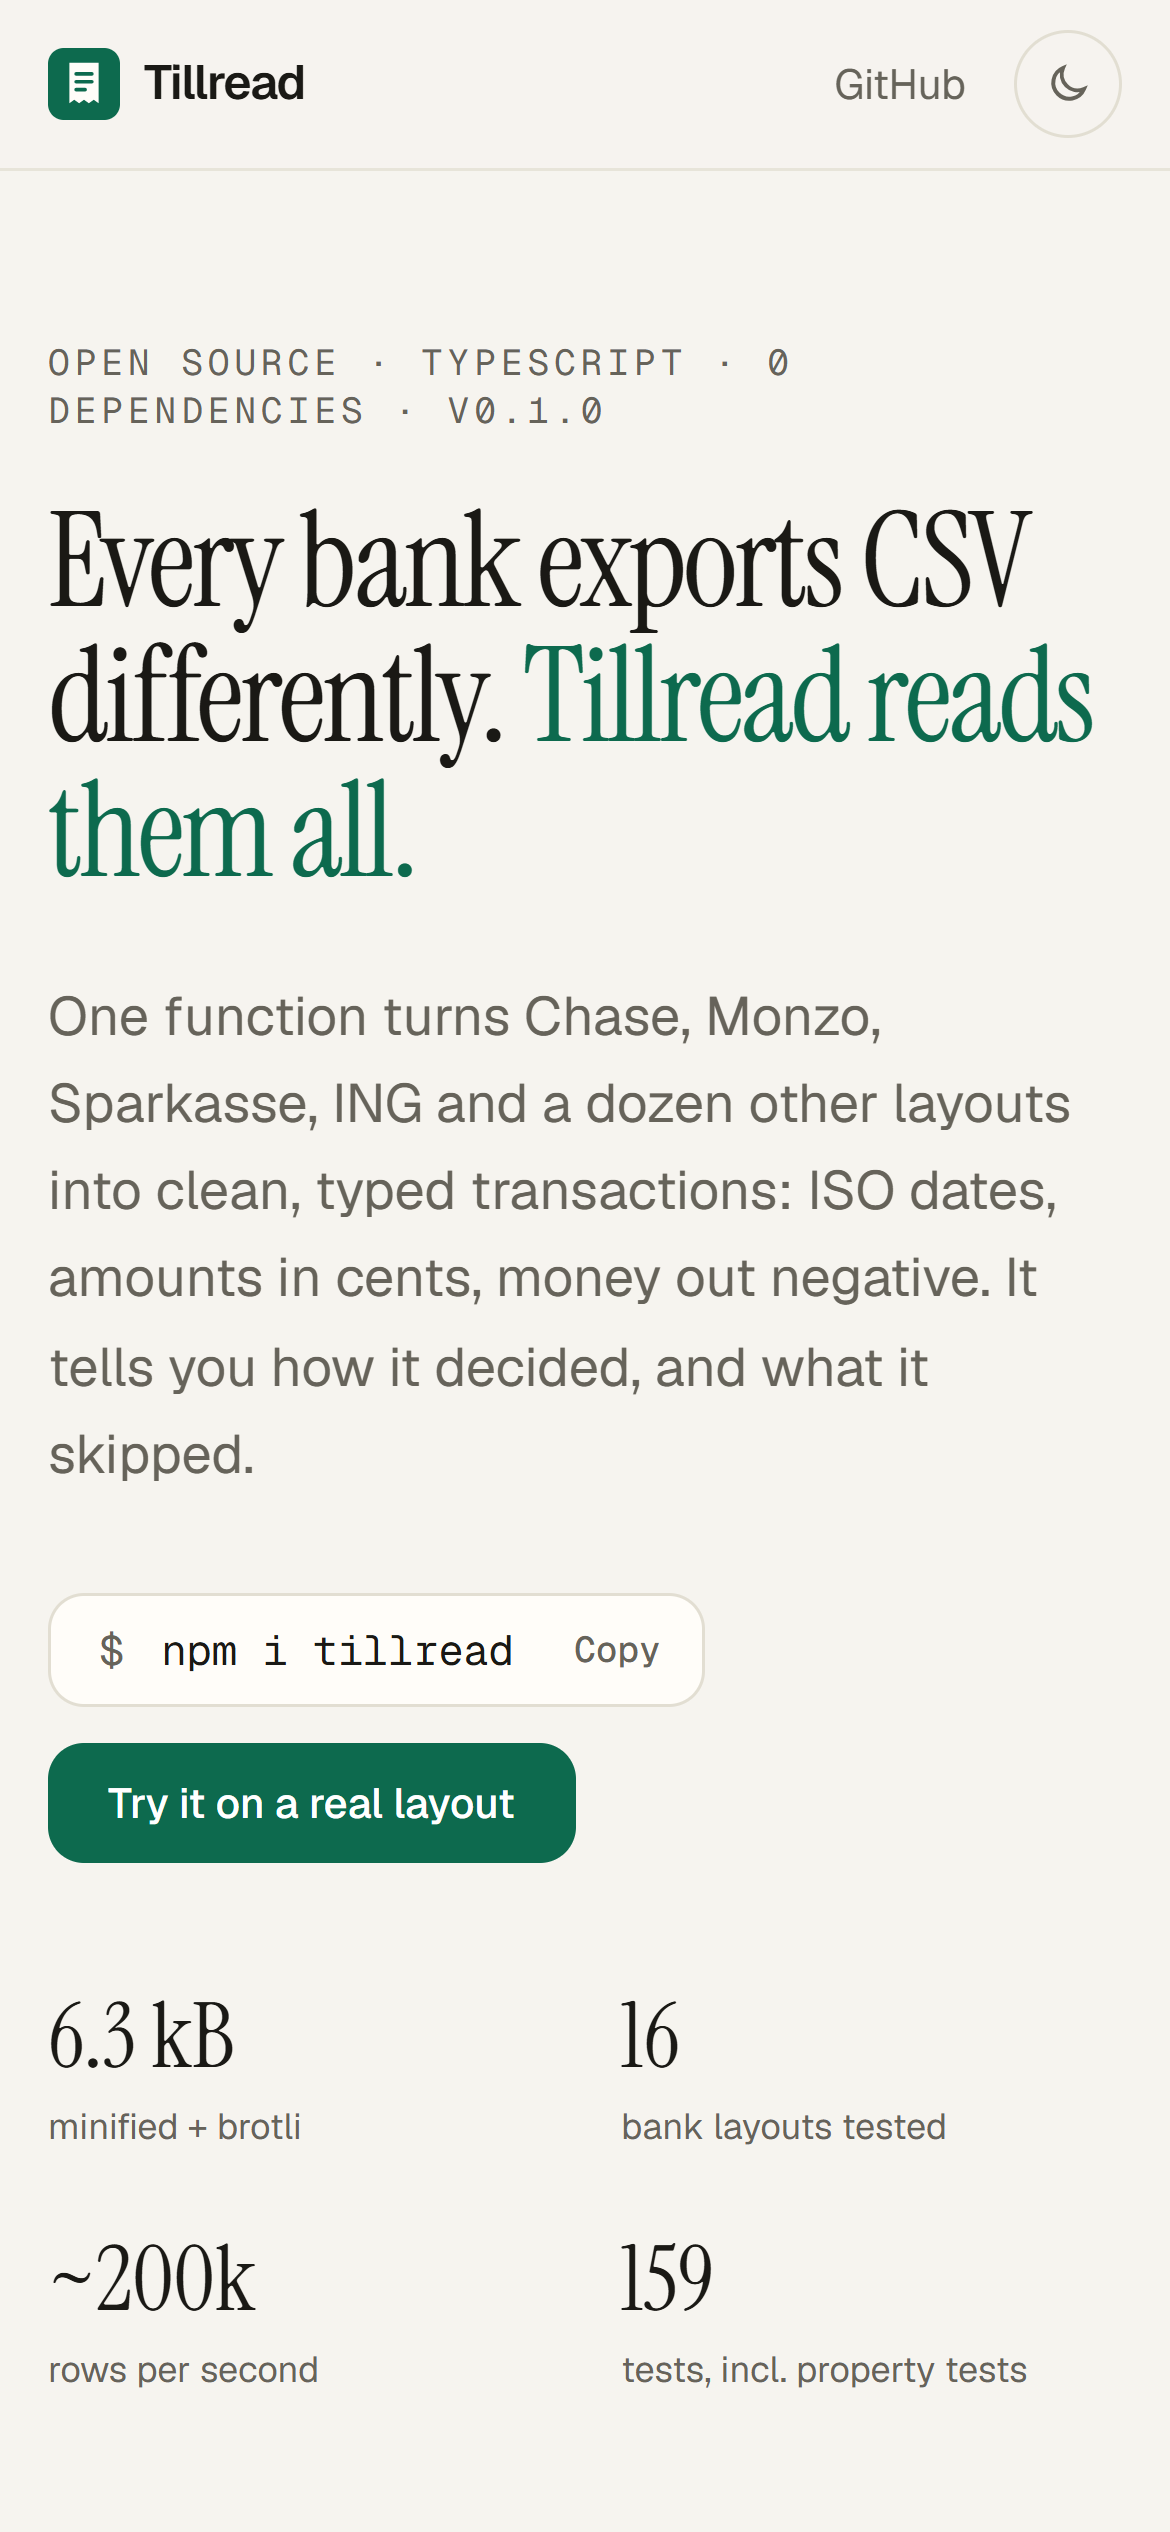 Tillread
GitHub
OPEN SOURCE · TYPESCRIPT · 0
DEPENDENCIES · V0.1.0
Every bank exports CSV
differently. Tillread reads
them all.
One function turns Chase, Monzo,
Sparkasse, ING and a dozen other layouts
into clean, typed transactions: ISO dates,
amounts in cents, money out negative. It
tells you how it decided, and what it
skipped.
$ npm i tillread Copy
Try it on a real layout
6.3 kB
minified + brotli
16
bank layouts tested
~200k
rows per second
159
tests, incl. property tests